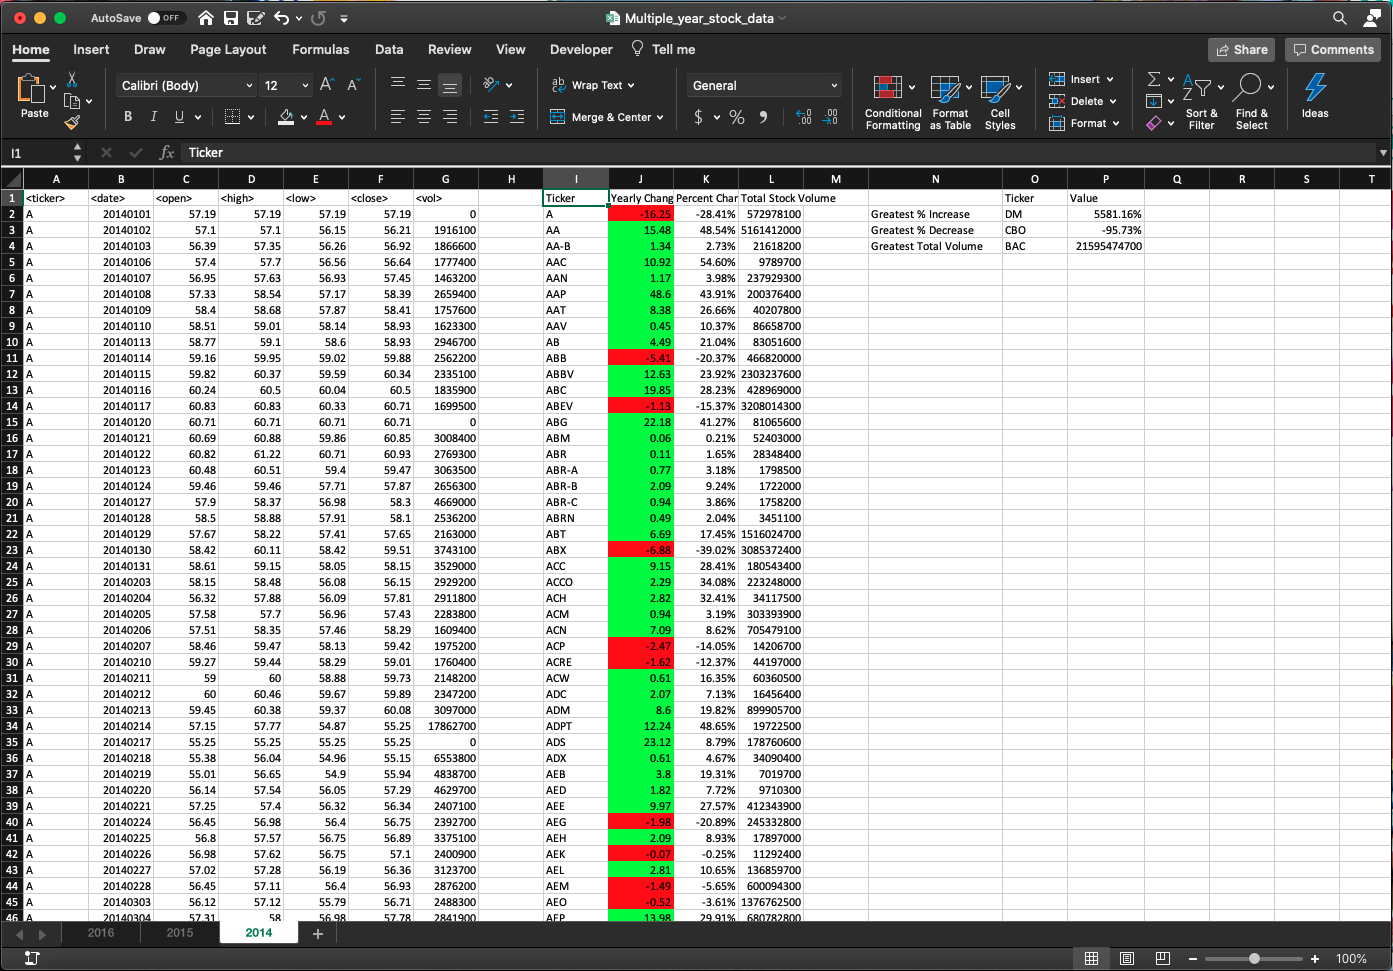 AutoSave OFF Multiple_year_stock_data
Home Insert Draw Page Layout Formulas Data Review View Developer Tell me Share Comments
Paste Calibri (Body) 12 A A Wrap Text General Insert
B I U A Merge & Center $ % Conditional Formatting Format as Table Cell Styles Delete Format Sort & Filter Find & Select Ideas
I1 fx Ticker
A B C D E F G H I J K L M N O P Q R S T
1 <ticker> <date> <open> <high> <low> <close> <vol> Ticker Yearly Chang Percent Char Total Stock Volume Ticker Value
2 A 20140101 57.19 57.19 57.19 57.19 0 A -16.25 -28.41% 572978100 Greatest % Increase DM 5581.16%
3 A 20140102 57.1 57.1 56.15 56.21 1916100 AA 15.48 48.54% 5161412000 Greatest % Decrease CBO -95.73%
4 A 20140103 56.39 57.35 56.26 56.92 1866600 AA-B 1.34 2.73% 21618200 Greatest Total Volume BAC 21595474700
5 A 20140106 57.4 57.7 56.56 56.64 1777400 AAC 10.92 54.60% 9789700
6 A 20140107 56.95 57.63 56.93 57.45 1463200 AAN 1.17 3.98% 237929300
7 A 20140108 57.33 58.54 57.17 58.39 2659400 AAP 48.6 43.91% 200376400
8 A 20140109 58.4 58.68 57.87 58.41 1757600 AAT 8.38 26.66% 40207800
9 A 20140110 58.51 59.01 58.14 58.93 1623300 AAV 0.45 10.37% 86658700
10 A 20140113 58.77 59.1 58.6 58.93 2946700 AB 4.49 21.04% 83051600
11 A 20140114 59.16 59.95 59.02 59.88 2562200 ABB -5.41 -20.37% 466820000
12 A 20140115 59.82 60.37 59.59 60.34 2335100 ABBV 12.63 23.92% 2303237600
13 A 20140116 60.24 60.5 60.04 60.5 1835900 ABC 19.85 28.23% 428969000
14 A 20140117 60.83 60.83 60.33 60.71 1699500 ABEV -1.13 -15.37% 3208014300
15 A 20140120 60.71 60.71 60.71 60.71 0 ABG 22.18 41.27% 81065600
16 A 20140121 60.69 60.88 59.86 60.85 3008400 ABM 0.06 0.21% 52403000
17 A 20140122 60.82 61.22 60.71 60.93 2769300 ABR 0.11 1.65% 28348400
18 A 20140123 60.48 60.51 59.4 59.47 3063500 ABR-A 0.77 3.18% 1798500
19 A 20140124 59.46 59.46 57.71 57.87 2656300 ABR-B 2.09 9.24% 1722000
20 A 20140127 57.9 58.37 56.98 58.3 4669000 ABR-C 0.94 3.86% 1758200
21 A 20140128 58.5 58.88 57.91 58.1 2536200 ABRN 0.49 2.04% 3451100
22 A 20140129 57.67 58.22 57.41 57.65 2163000 ABT 6.69 17.45% 1516024700
23 A 20140130 58.42 60.11 58.42 59.51 3743100 ABX -6.88 -39.02% 3085372400
24 A 20140131 58.61 59.15 58.05 58.15 3529000 ACC 9.15 28.41% 180543400
25 A 20140203 58.15 58.48 56.08 56.15 2929200 ACCO 2.29 34.08% 223248000
26 A 20140204 56.32 57.88 56.09 57.81 2911800 ACH 2.82 32.41% 34117500
27 A 20140205 57.58 57.7 56.96 57.43 2283800 ACM 0.94 3.19% 303393900
28 A 20140206 57.51 58.35 57.46 58.29 1609400 ACN 7.09 8.62% 705479100
29 A 20140207 58.46 59.47 58.13 59.42 1975200 ACP -2.47 -14.05% 14206700
30 A 20140210 59.27 59.44 58.29 59.01 1760400 ACRE -1.62 -12.37% 44197000
31 A 20140211 59 60 58.88 59.73 2148200 ACW 0.61 16.35% 60360500
32 A 20140212 60 60.46 59.67 59.89 2347200 ADC 2.07 7.13% 16456400
33 A 20140213 59.45 60.38 59.37 60.08 3097000 ADM 8.6 19.82% 899905700
34 A 20140214 57.15 57.77 54.87 55.25 17862700 ADPT 12.24 48.65% 19722500
35 A 20140217 55.25 55.25 55.25 55.25 0 ADS 23.12 8.79% 178760600
36 A 20140218 55.38 56.04 54.96 55.15 6553800 ADX 0.61 4.67% 34090400
37 A 20140219 55.01 56.65 54.9 55.94 4838700 AEB 3.8 19.31% 7019700
38 A 20140220 56.14 57.54 56.05 57.29 4629700 AED 1.82 7.72% 9710300
39 A 20140221 57.25 57.4 56.32 56.34 2407100 AEE 9.97 27.57% 412343900
40 A 20140224 56.45 56.98 56.4 56.75 2392700 AEG -1.98 -20.89% 245332800
41 A 20140225 56.8 57.57 56.75 56.89 3375100 AEH 2.09 8.93% 17897000
42 A 20140226 56.98 57.62 56.75 57.1 2400900 AEK -0.07 -0.25% 11292400
43 A 20140227 57.02 57.28 56.19 56.36 3123700 AEL 2.81 10.65% 136859700
44 A 20140228 56.45 57.11 56.4 56.93 2876200 AEM -1.49 -5.65% 600094300
45 A 20140303 56.12 57.12 55.79 56.71 2488300 AEO -0.52 -3.61% 1376762500
46 A 20140304 57.31 58 56.98 57.78 2841900 AEP 13.98 29.91% 680782800
2016 2015 2014 +
100%